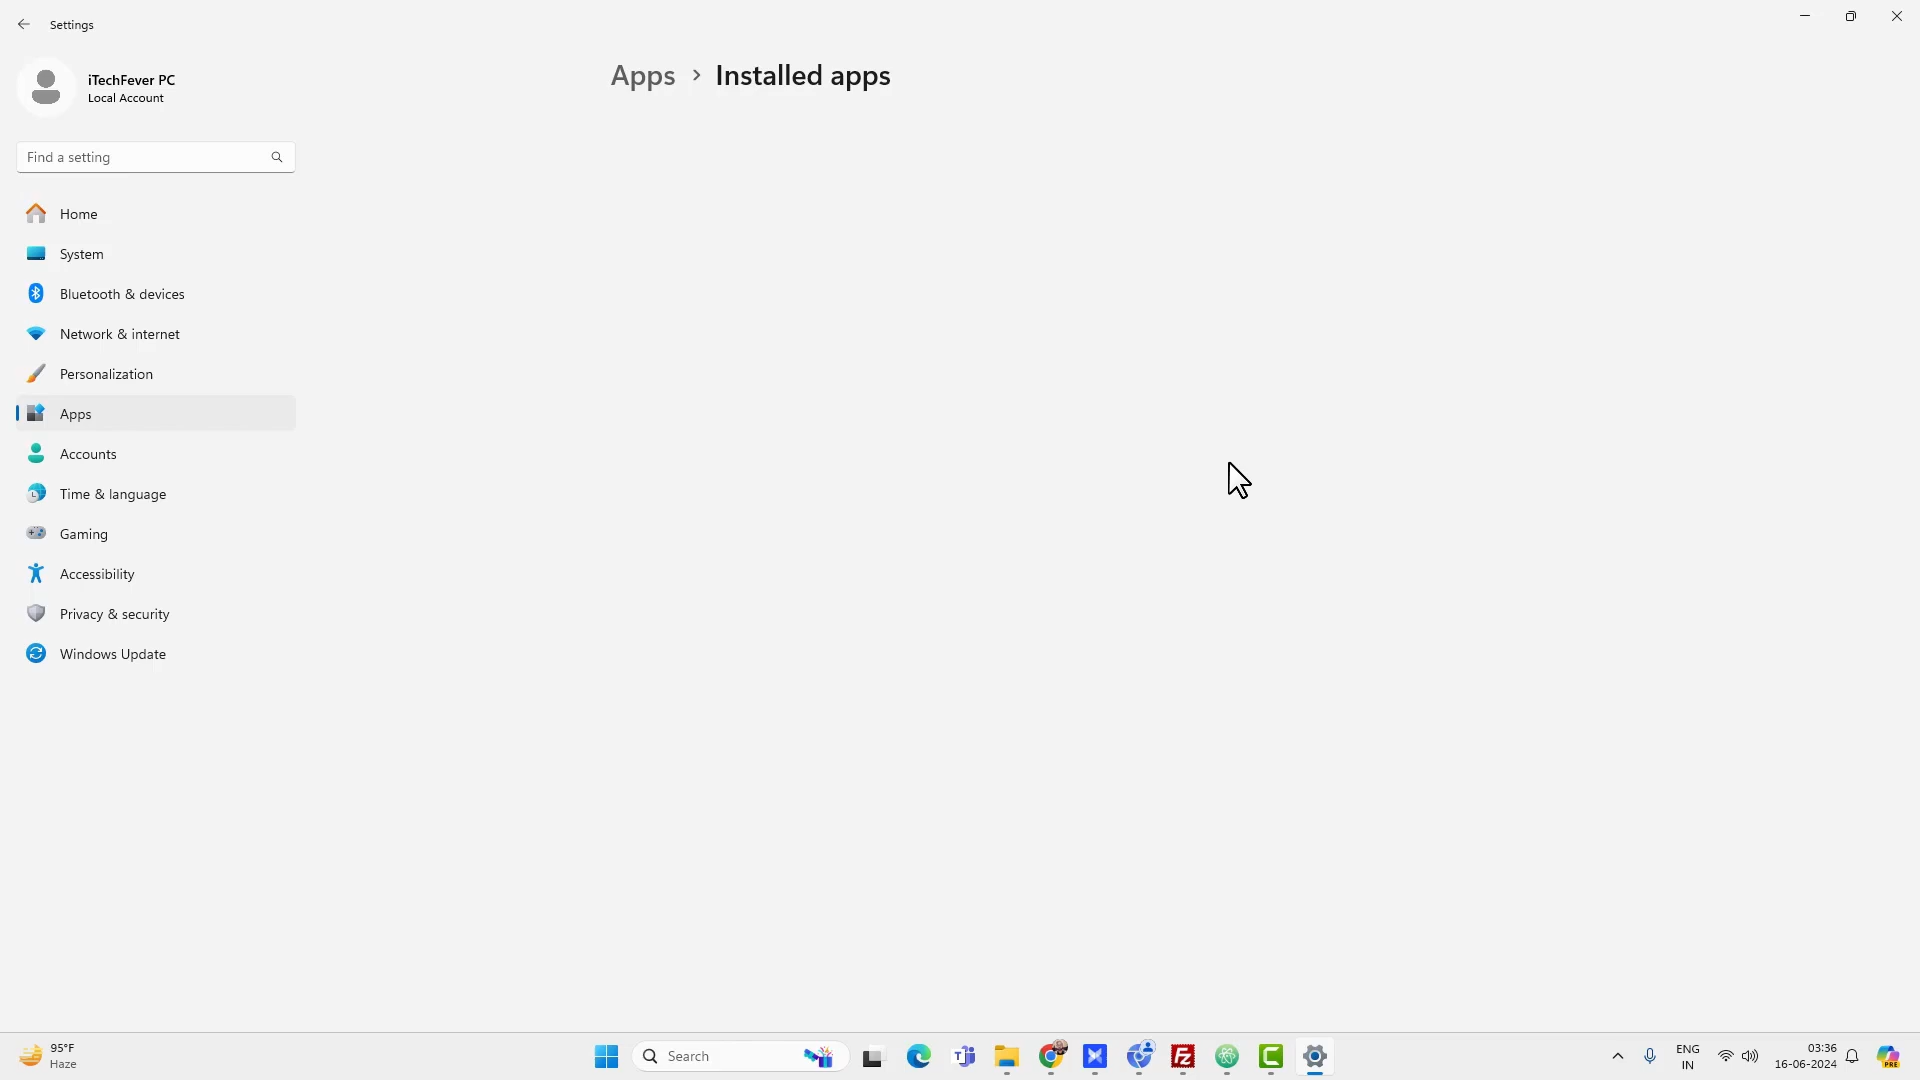 Settings
iTechFever PC
Local Account
Find a setting
Home
System
Bluetooth & devices
Network & internet
Personalization
Apps
Accounts
Time & language
Gaming
Accessibility
Privacy & security
Windows Update
Apps > Installed apps
95°F
Haze
Search
ENG
IN
03:36
16-06-2024
PRE